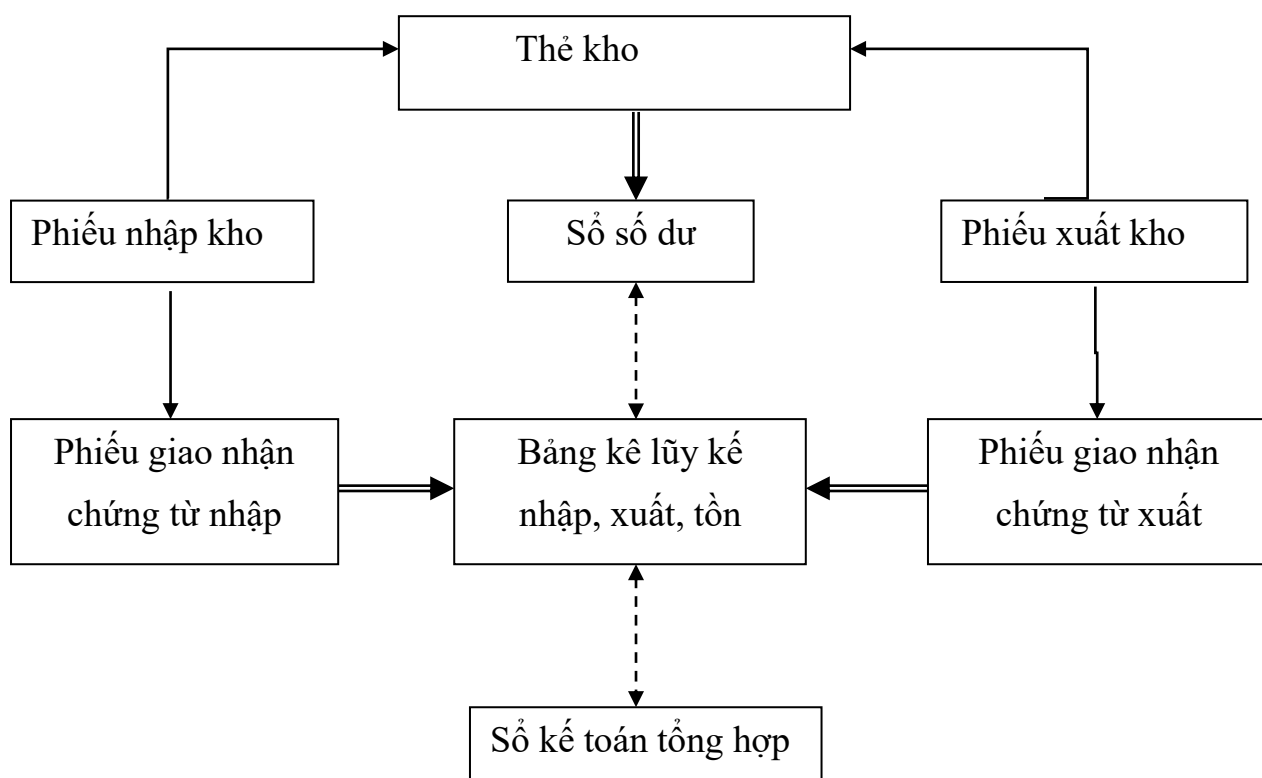 Thẻ kho
Phiếu nhập kho
Sổ số dư
Phiếu xuất kho
Phiếu giao nhận
chứng từ nhập
Bảng kê lũy kế
nhập, xuất, tồn
Phiếu giao nhận
chứng từ xuất
Sổ kế toán tổng hợp